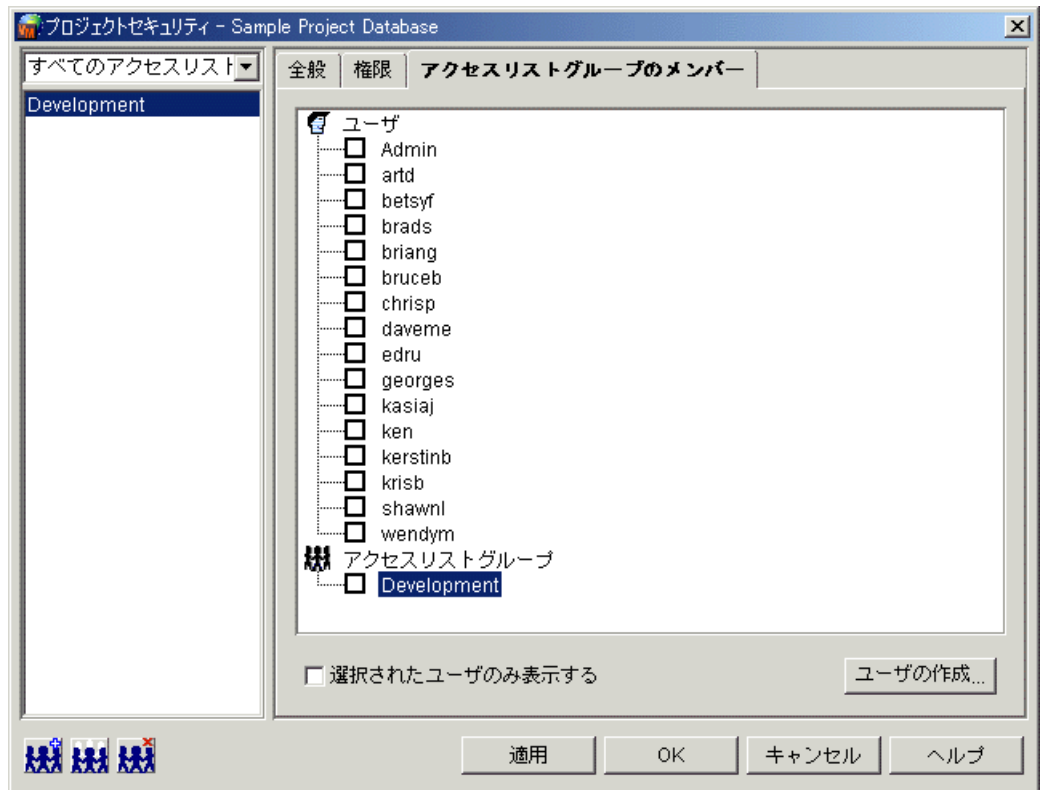 プロジェクトセキュリティ - Sample Project Database
すべてのアクセスリスト
Development
全般
権限
アクセスリストグループのメンバー
ユーザ
Admin
artd
betsyf
brads
briang
bruceb
chrisp
daveme
edru
georges
kasiaj
ken
kerstinb
krisb
shawnl
wendym
アクセスリストグループ
Development
選択されたユーザのみ表示する
ユーザの作成...
適用
OK
キャンセル
ヘルプ